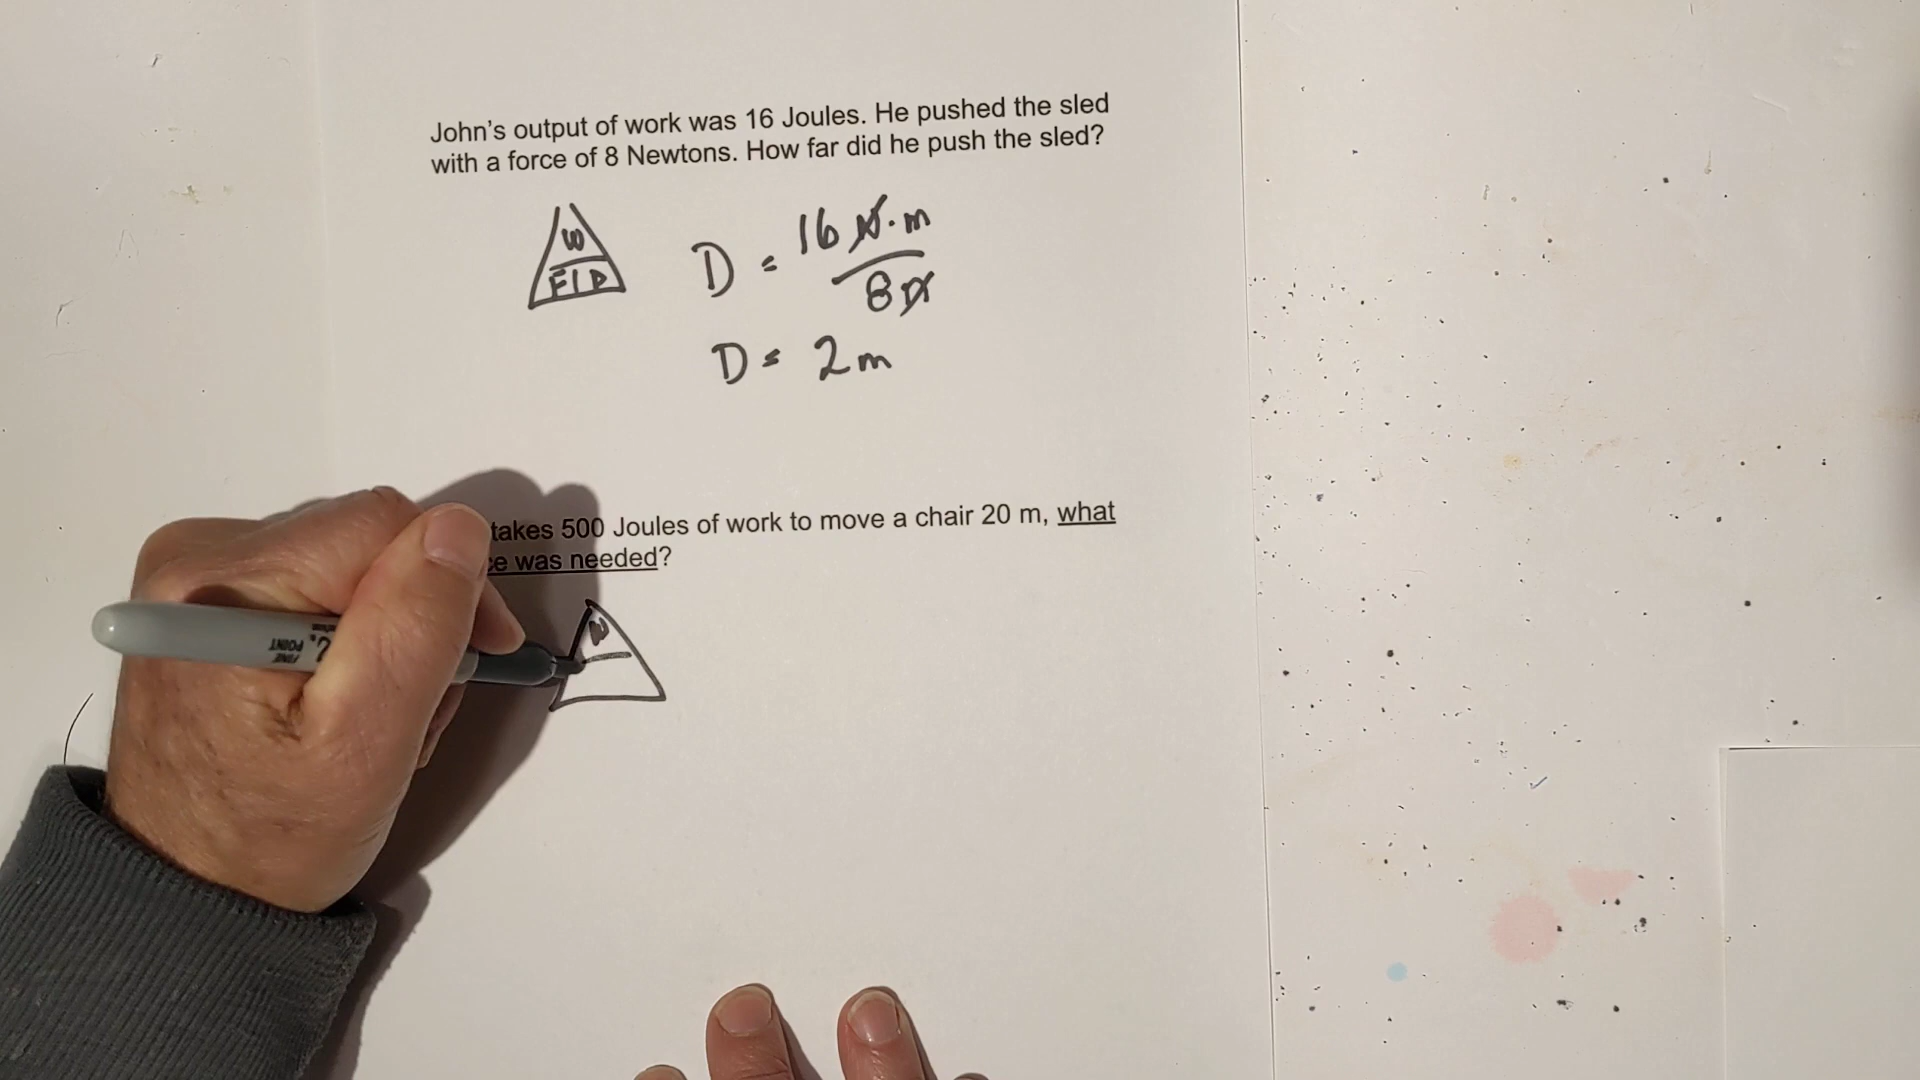 John's output of work was 16 Joules. He pushed the sled
with a force of 8 Newtons. How far did he push the sled?
W
F|D
D = 16 N·m
8 N
D = 2m
takes 500 Joules of work to move a chair 20 m, what
was needed?
W
FINE
POINT